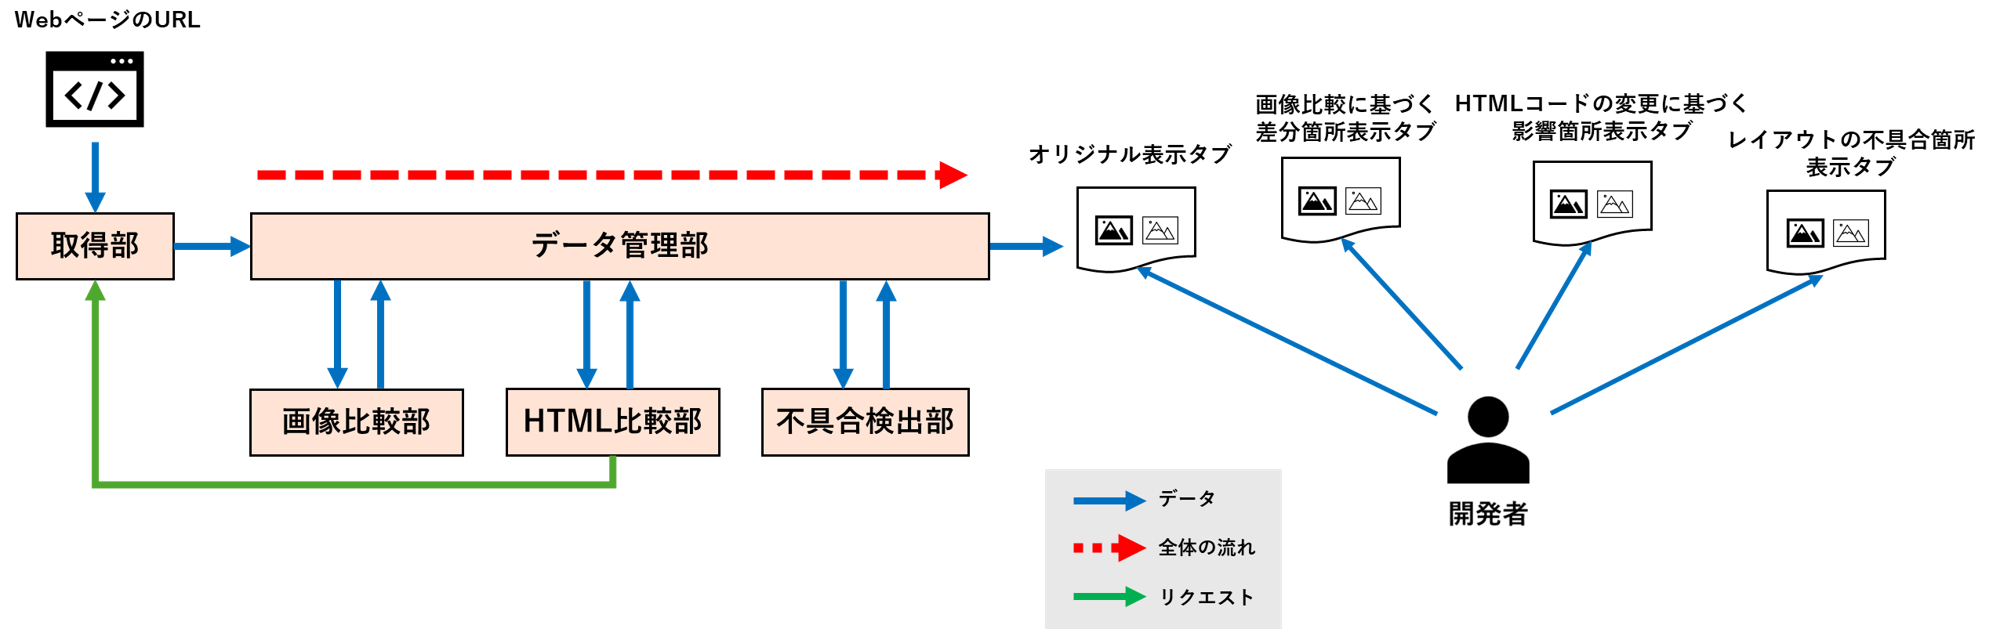 WebページのURL
</>
取得部
データ管理部
画像比較部
HTML比較部
不具合検出部
オリジナル表示タブ
画像比較に基づく
差分箇所表示タブ
HTMLコードの変更に基づく
影響箇所表示タブ
レイアウトの不具合箇所
表示タブ
開発者
データ
全体の流れ
リクエスト